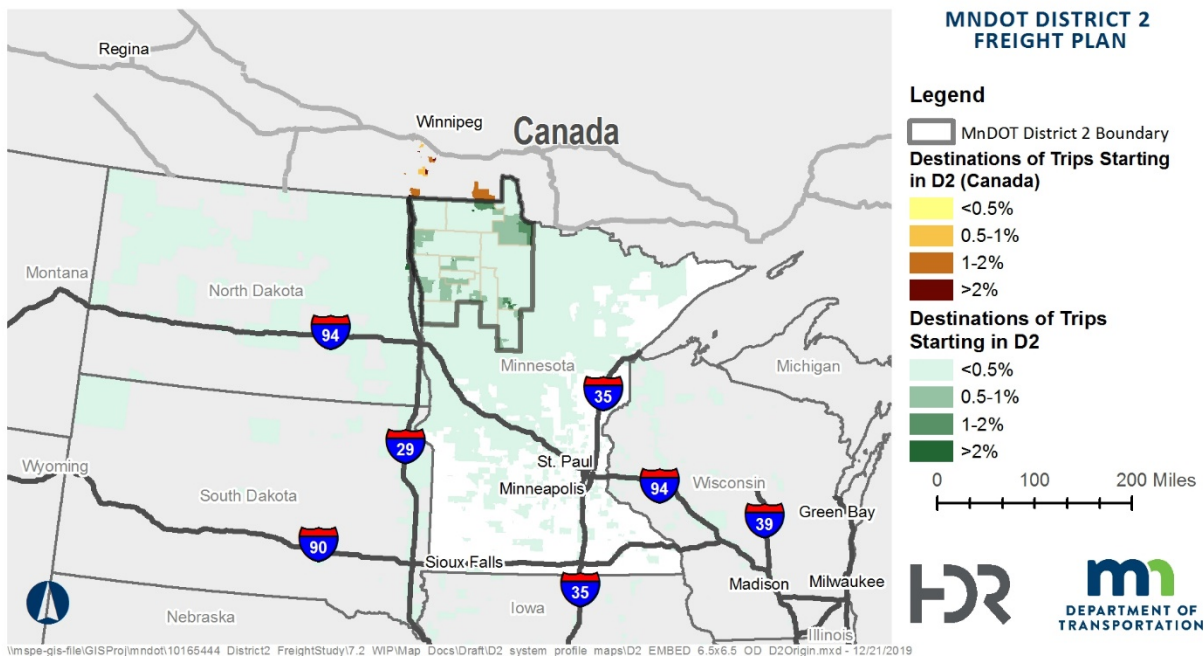 MNDOT DISTRICT 2
FREIGHT PLAN
Regina
Winnipeg
Canada
Montana
North Dakota
94
Minnesota
Michigan
35
29
Wyoming
South Dakota
St. Paul
Minneapolis
94
Wisconsin
39
Green Bay
90
Sioux Falls
35
Madison
Milwaukee
Nebraska
Iowa
Illinois
Legend
MnDOT District 2 Boundary
Destinations of Trips Starting
in D2 (Canada)
<0.5%
0.5-1%
1-2%
>2%
Destinations of Trips
Starting in D2
<0.5%
0.5-1%
1-2%
>2%
0 100 200 Miles
HDR
mn
DEPARTMENT OF
TRANSPORTATION
\\mspe-gis-file\GISProj\mndot\10165444_District2_FreightStudy\7.2_WIP\Map_Docs\Draft\D2_system_profile_maps\D2_EMBED_6.5x6.5_OD_D2Origin.mxd - 12/21/2019